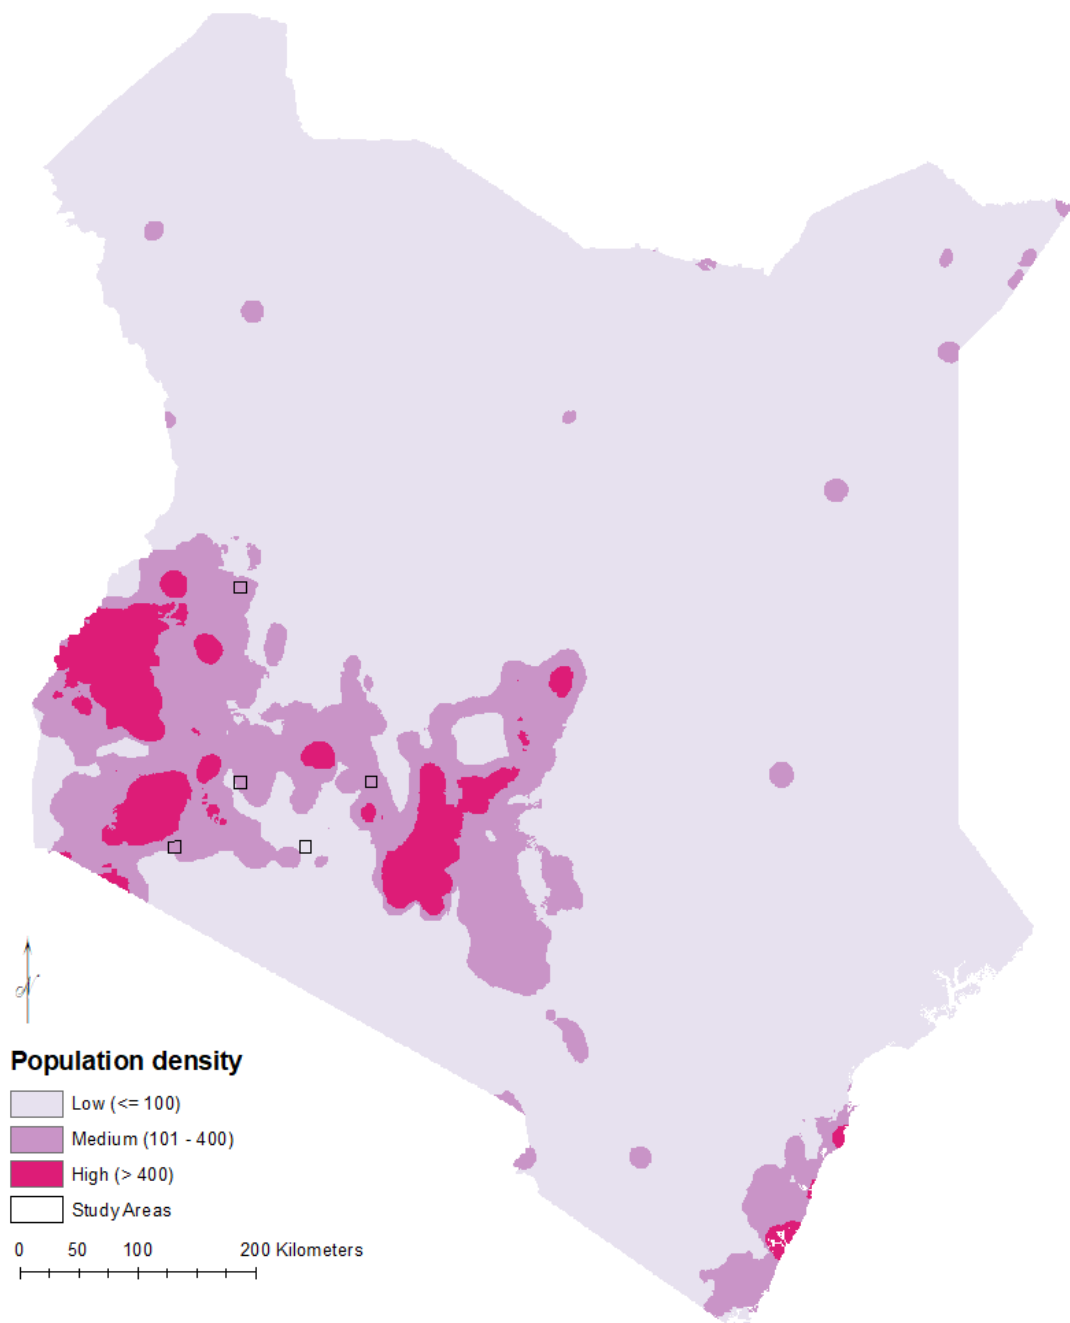 N
Population density
Low (<= 100)
Medium (101 - 400)
High (> 400)
Study Areas
0 50 100 200 Kilometers